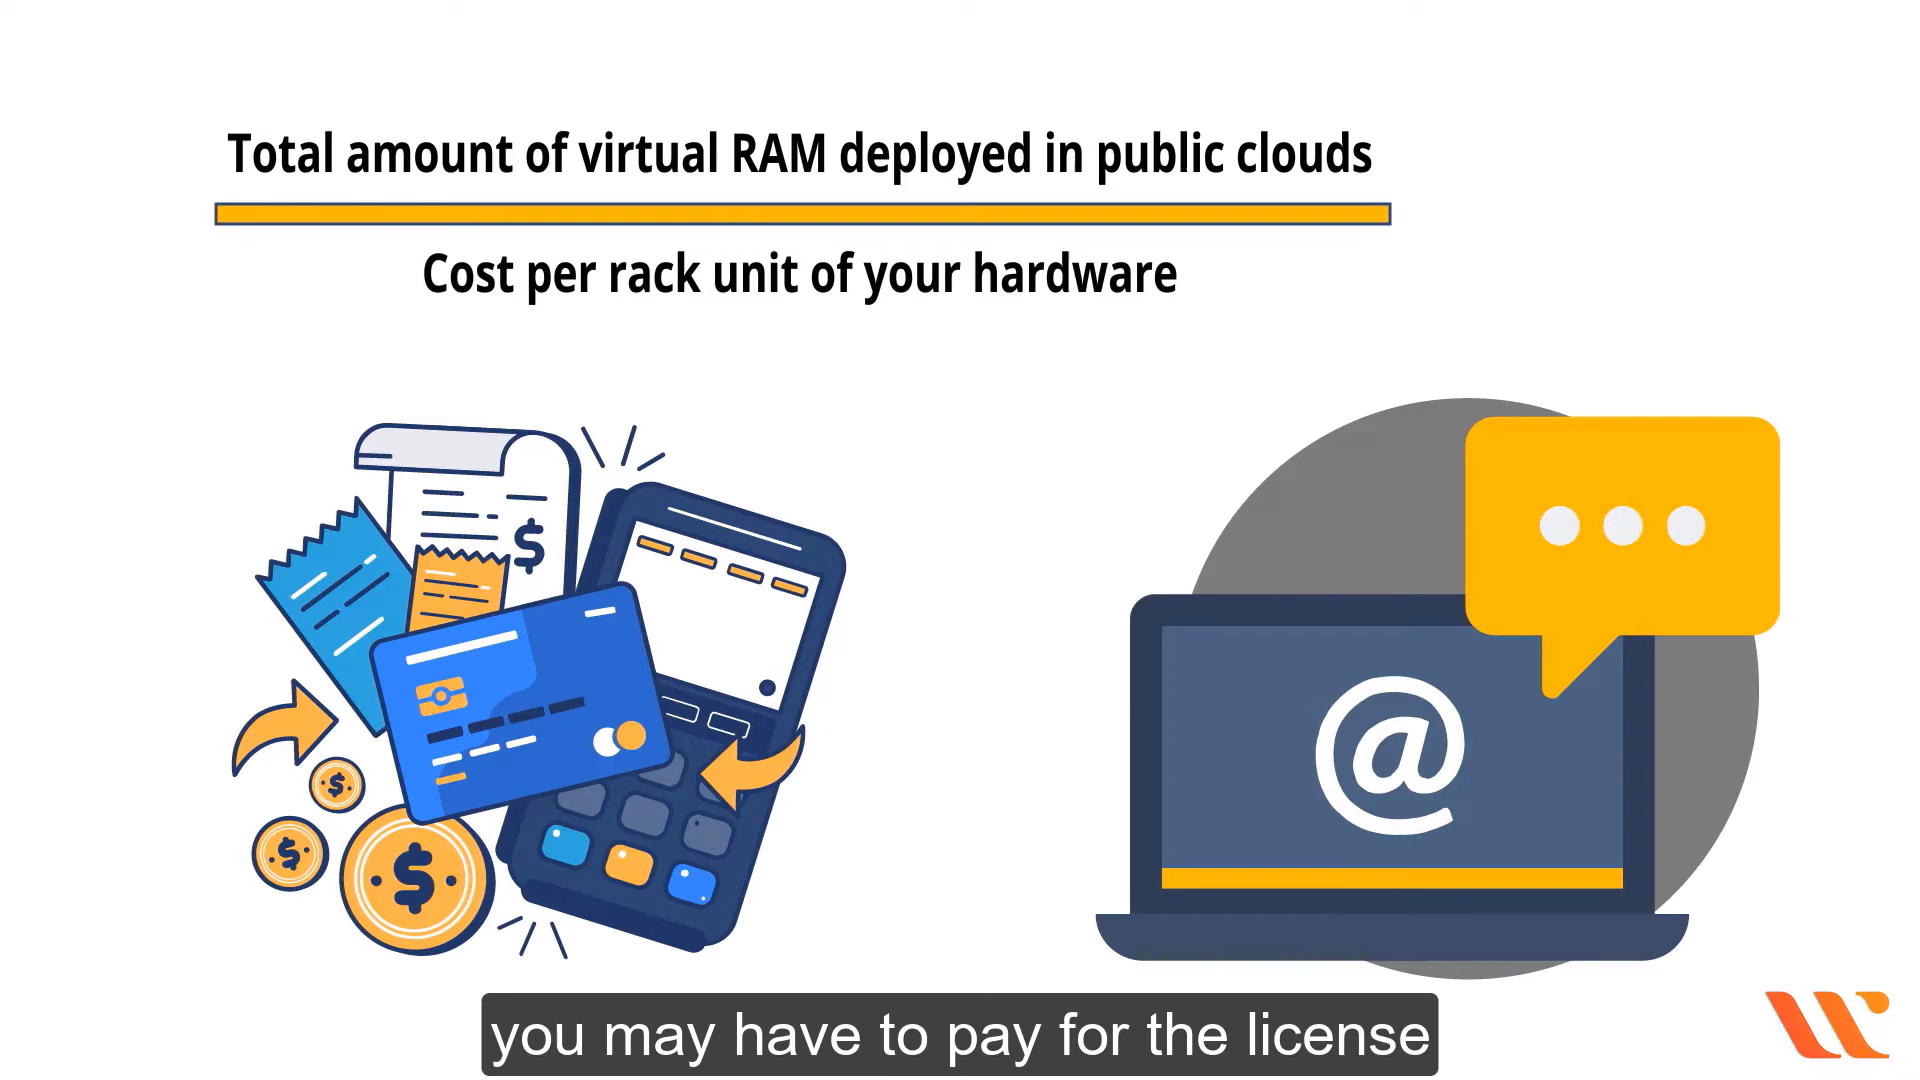 Total amount of virtual RAM deployed in public clouds
Cost per rack unit of your hardware
$
@
$
$
$
you may have to pay for the license